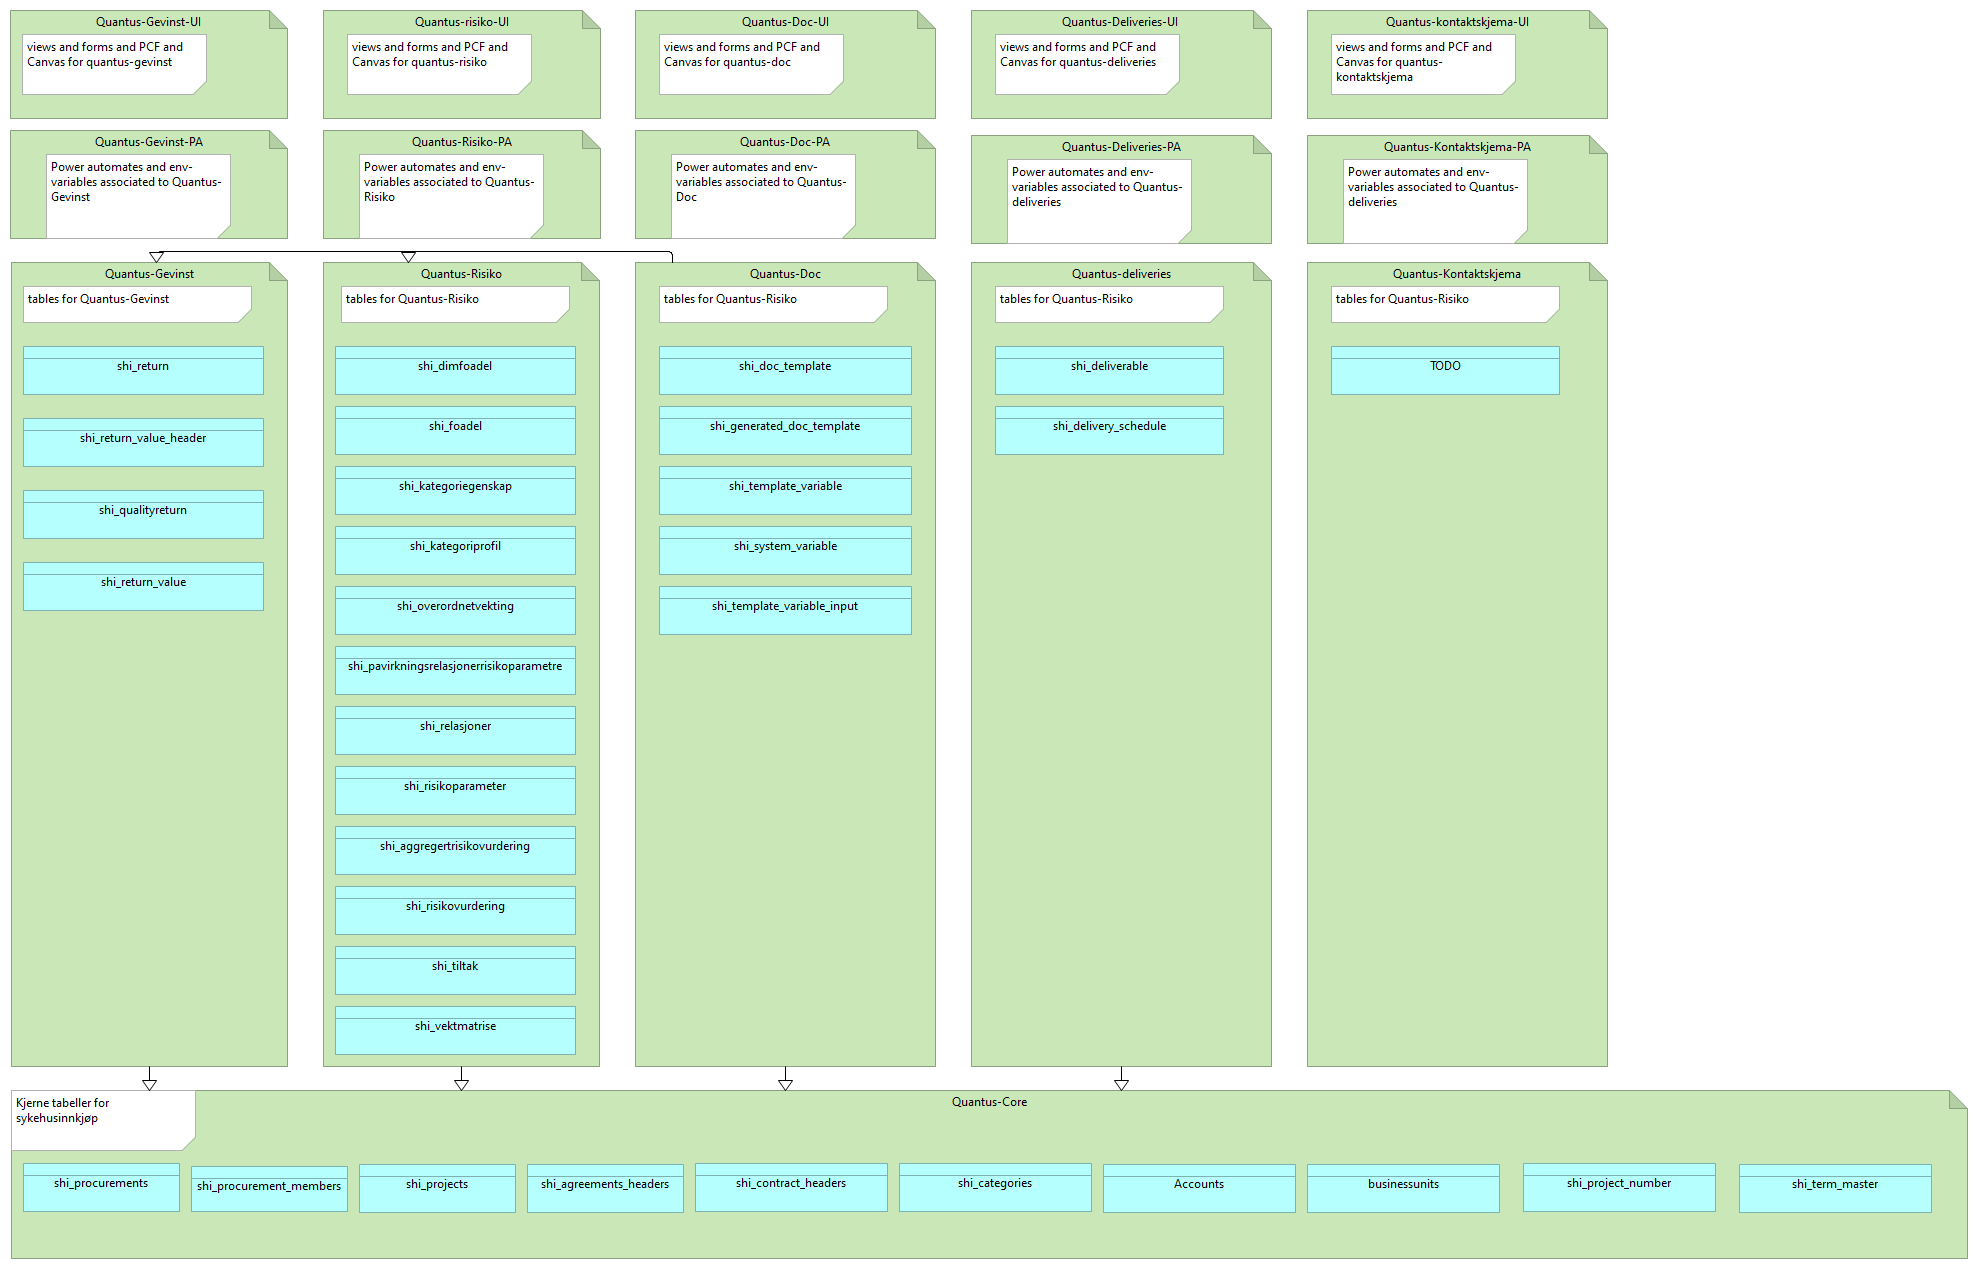 Quantus-Gevinst-UI
views and forms and PCF and
Canvas for quantus-gevinst
Quantus-risiko-UI
views and forms and PCF and
Canvas for quantus-risiko
Quantus-Doc-UI
views and forms and PCF and
Canvas for quantus-doc
Quantus-Deliveries-UI
views and forms and PCF and
Canvas for quantus-deliveries
Quantus-kontaktskjema-UI
views and forms and PCF and
Canvas for quantus-
kontaktskjema
Quantus-Gevinst-PA
Power automates and env-
variables associated to Quantus-
Gevinst
Quantus-Risiko-PA
Power automates and env-
variables associated to Quantus-
Risiko
Quantus-Doc-PA
Power automates and env-
variables associated to Quantus-
Doc
Quantus-Deliveries-PA
Power automates and env-
variables associated to Quantus-
deliveries
Quantus-Kontaktskjema-PA
Power automates and env-
variables associated to Quantus-
deliveries
Quantus-Gevinst
tables for Quantus-Gevinst
shi_return
shi_return_value_header
shi_qualityreturn
shi_return_value
Quantus-Risiko
tables for Quantus-Risiko
shi_dimfoadel
shi_foadel
shi_kategoriegenskap
shi_kategoriprofil
shi_overordnetvekting
shi_pavirkningsrelasjonerrisikoparametre
shi_relasjoner
shi_risikoparameter
shi_aggregertrisikovurdering
shi_risikovurdering
shi_tiltak
shi_vektmatrise
Quantus-Doc
tables for Quantus-Risiko
shi_doc_template
shi_generated_doc_template
shi_template_variable
shi_system_variable
shi_template_variable_input
Quantus-deliveries
tables for Quantus-Risiko
shi_deliverable
shi_delivery_schedule
Quantus-Kontaktskjema
tables for Quantus-Risiko
TODO
Quantus-Core
Kjerne tabeller for
sykehusinnkjøp
shi_procurements
shi_procurement_members
shi_projects
shi_agreements_headers
shi_contract_headers
shi_categories
Accounts
businessunits
shi_project_number
shi_term_master